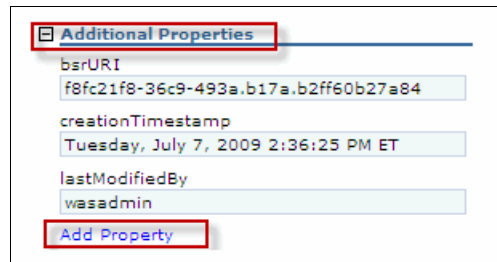 Additional Properties
bsrURI
f8fc21f8-36c9-493a.b17a.b2ff60b27a84
creationTimestamp
Tuesday, July 7, 2009 2:36:25 PM ET
lastModifiedBy
wasadmin
Add Property